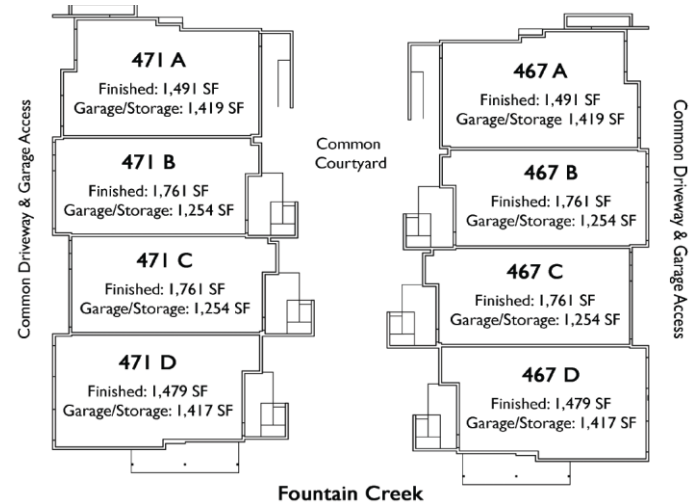 471 A
Finished: 1,491 SF
Garage/Storage: 1,419 SF
471 B
Finished: 1,761 SF
Garage/Storage: 1,254 SF
471 C
Finished: 1,761 SF
Garage/Storage: 1,254 SF
471 D
Finished: 1,479 SF
Garage/Storage: 1,417 SF
Common Driveway & Garage Access
Common
Courtyard
467 A
Finished: 1,491 SF
Garage/Storage 1,419 SF
467 B
Finished: 1,761 SF
Garage/Storage: 1,254 SF
467 C
Finished: 1,761 SF
Garage/Storage: 1,254 SF
467 D
Finished: 1,479 SF
Garage/Storage: 1,417 SF
Common Driveway & Garage Access
Fountain Creek